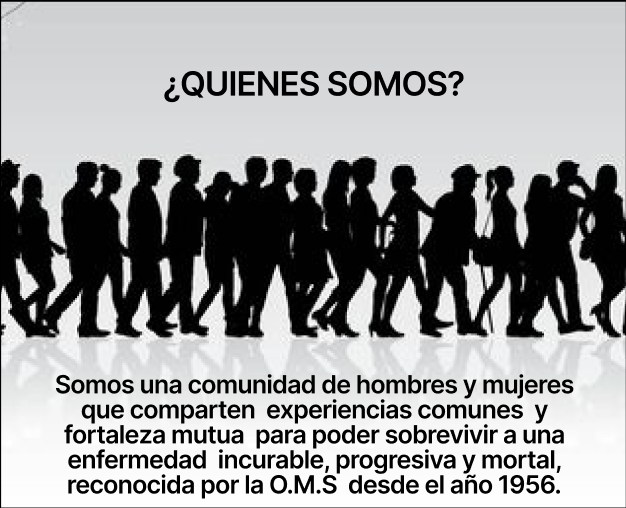 ¿QUIENES SOMOS?
Somos una comunidad de hombres y mujeres
que comparten experiencias comunes y
fortaleza mutua para poder sobrevivir a una
enfermedad incurable, progresiva y mortal,
reconocida por la O.M.S desde el año 1956.